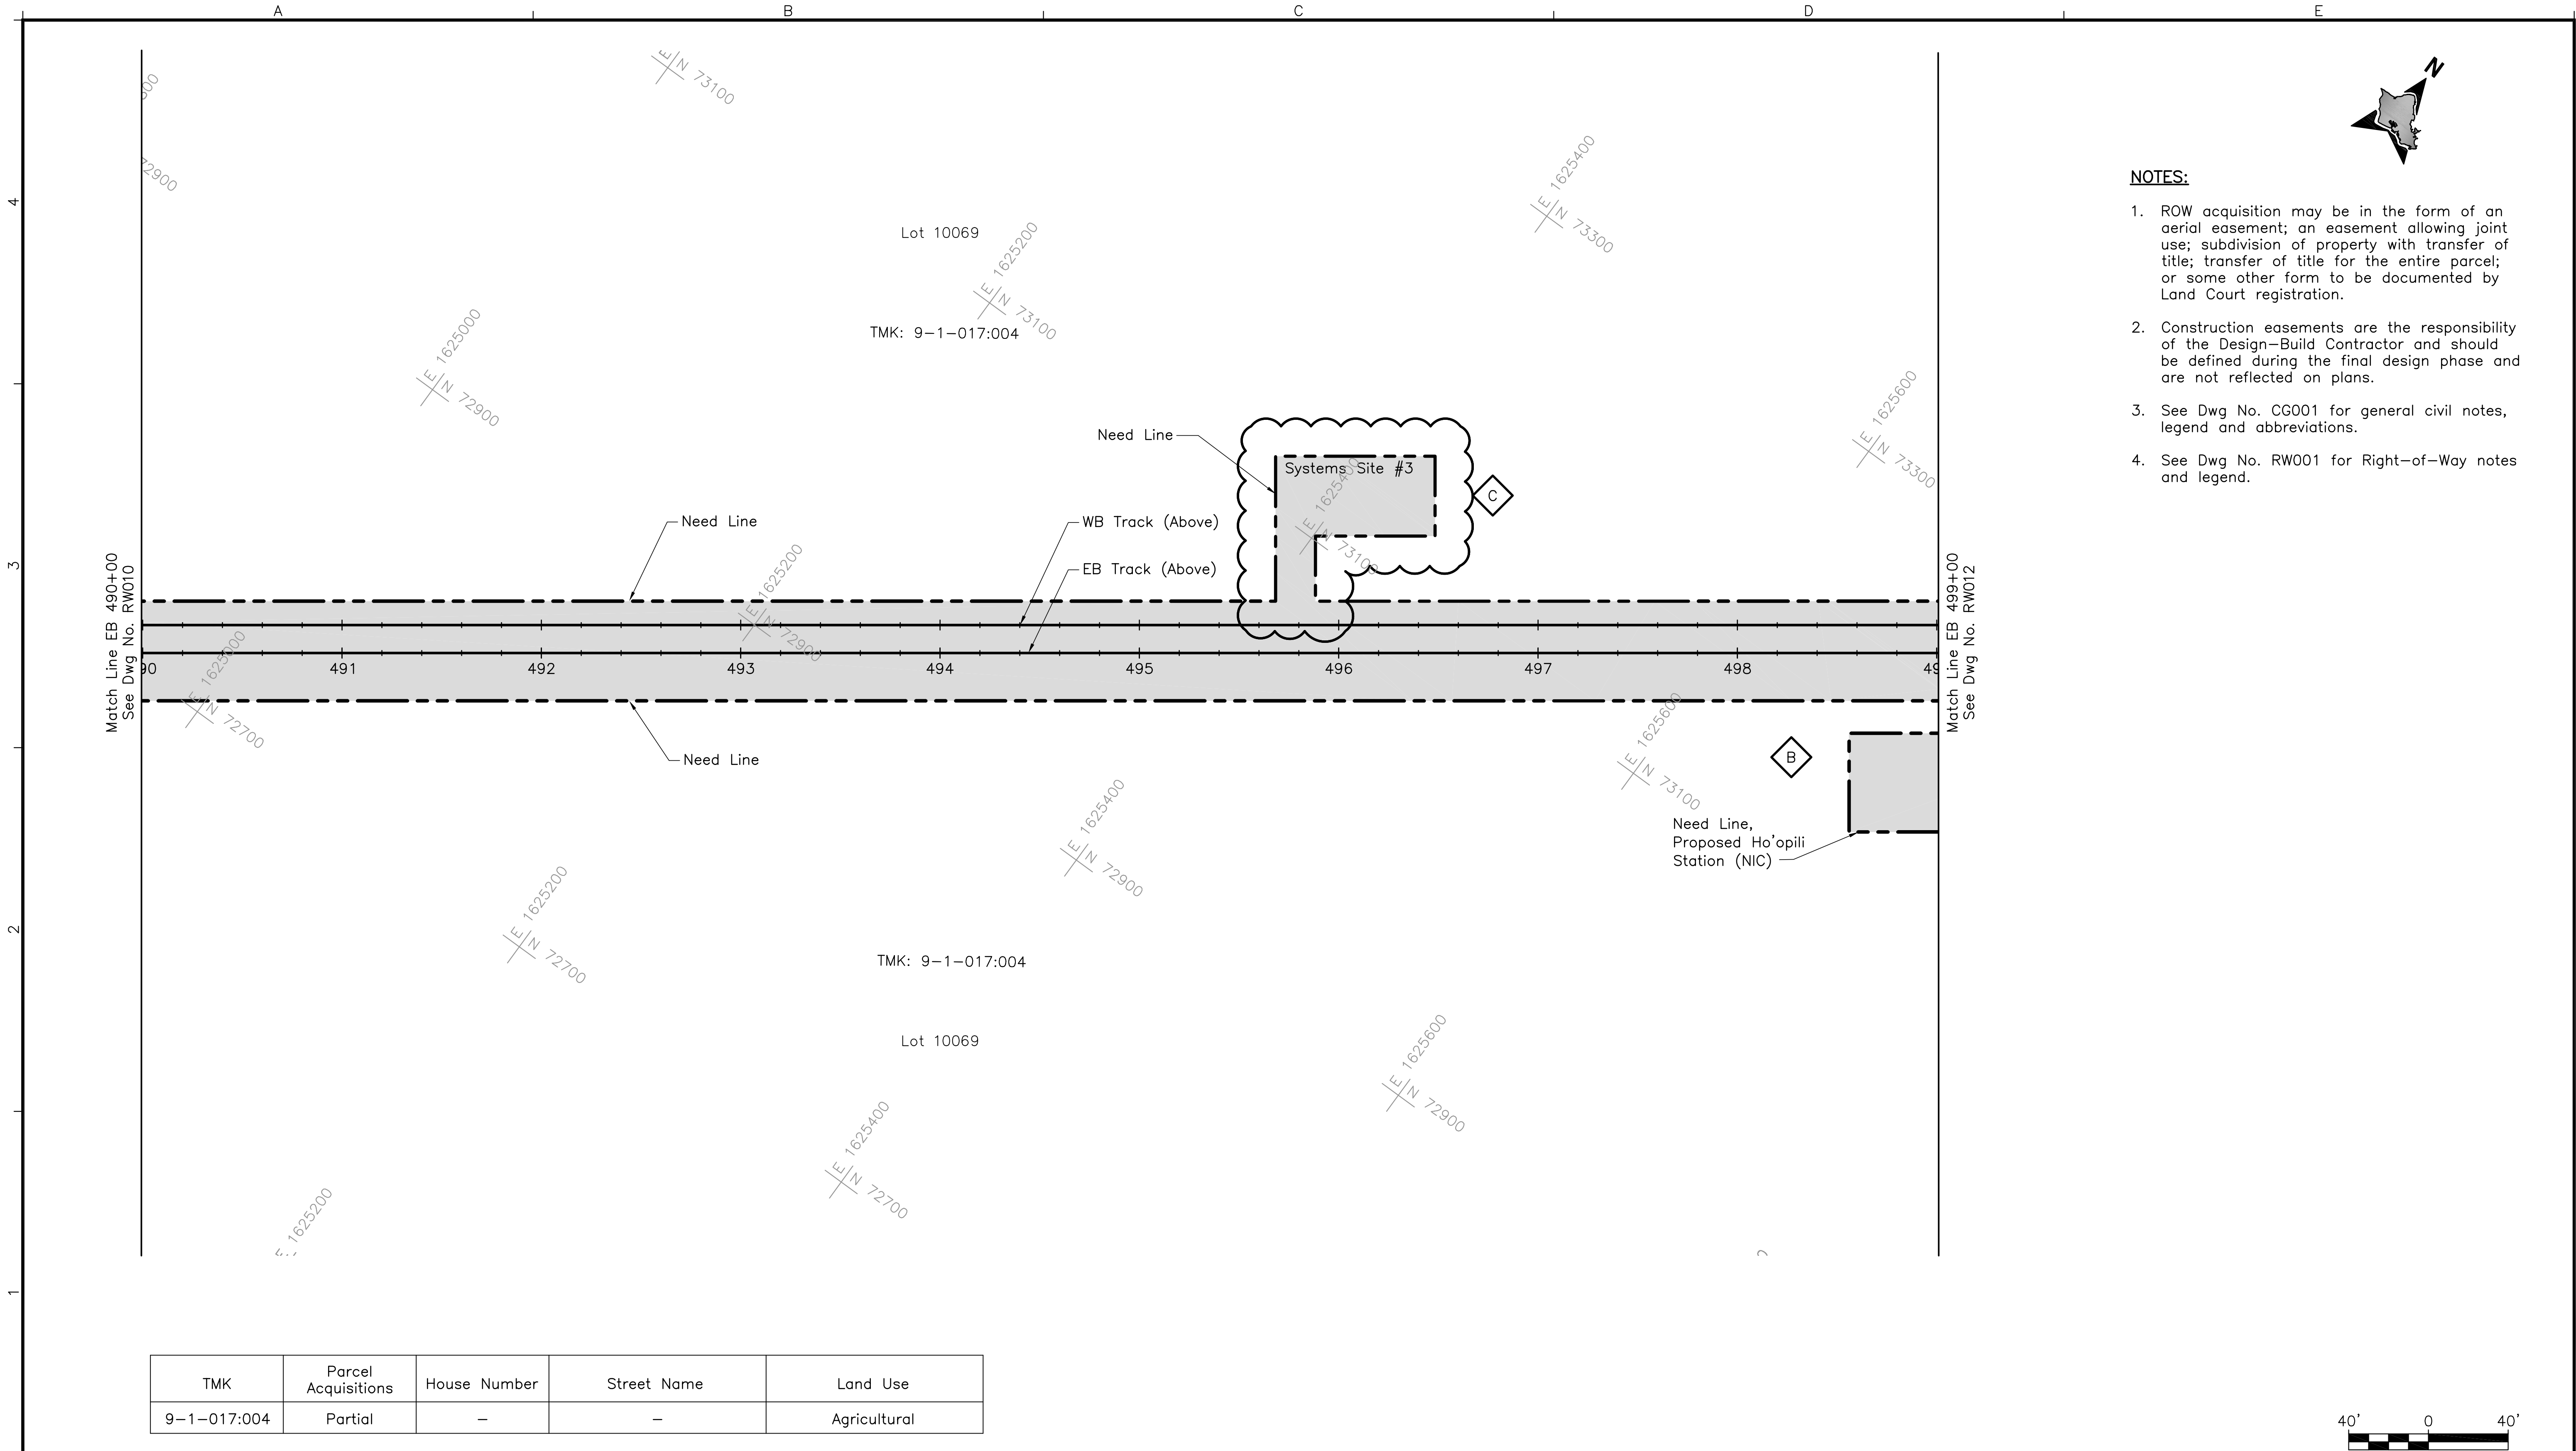 A B C D E
4
3
2
1
N
NOTES:
1. ROW acquisition may be in the form of an
aerial easement; an easement allowing joint
use; subdivision of property with transfer of
title; transfer of title for the entire parcel;
or some other form to be documented by
Land Court registration.
2. Construction easements are the responsibility
of the Design-Build Contractor and should
be defined during the final design phase and
are not reflected on plans.
3. See Dwg No. CG001 for general civil notes,
legend and abbreviations.
4. See Dwg No. RW001 for Right-of-Way notes
and legend.
E
N 73100
72900
E 1625400
N 73300
Lot 10069
E 1625200
N 73100
TMK: 9-1-017:004
E 1625000
N 72900
E 1625600
N 73300
Need Line
Systems Site #3
C
E 1625400
N 73100
Need Line
WB Track (Above)
EB Track (Above)
Match Line EB 490+00
See Dwg No. RW010
Match Line EB 499+00
See Dwg No. RW012
E 1625200
N 72900
E 1625000
N 72700
90 491 492 493 494 495 496 497 498 49
Need Line
B
E 1625600
N 73100
Need Line,
Proposed Ho'opili
Station (NIC)
E 1625400
N 72900
E 1625200
N 72700
TMK: 9-1-017:004
Lot 10069
E 1625600
N 72900
E 1625400
N 72700
E 1625200
TMK Parcel Acquisitions House Number Street Name Land Use
9-1-017:004 Partial - - Agricultural
40' 0 40'